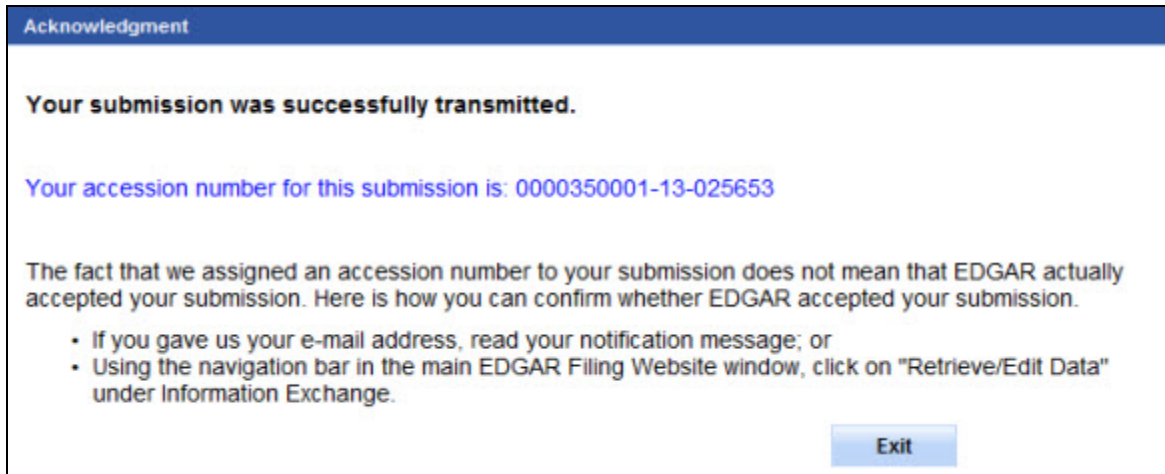 Acknowledgment
Your submission was successfully transmitted.
Your accession number for this submission is: 0000350001-13-025653
The fact that we assigned an accession number to your submission does not mean that EDGAR actually
accepted your submission. Here is how you can confirm whether EDGAR accepted your submission.
• If you gave us your e-mail address, read your notification message; or
• Using the navigation bar in the main EDGAR Filing Website window, click on "Retrieve/Edit Data"
under Information Exchange.
Exit